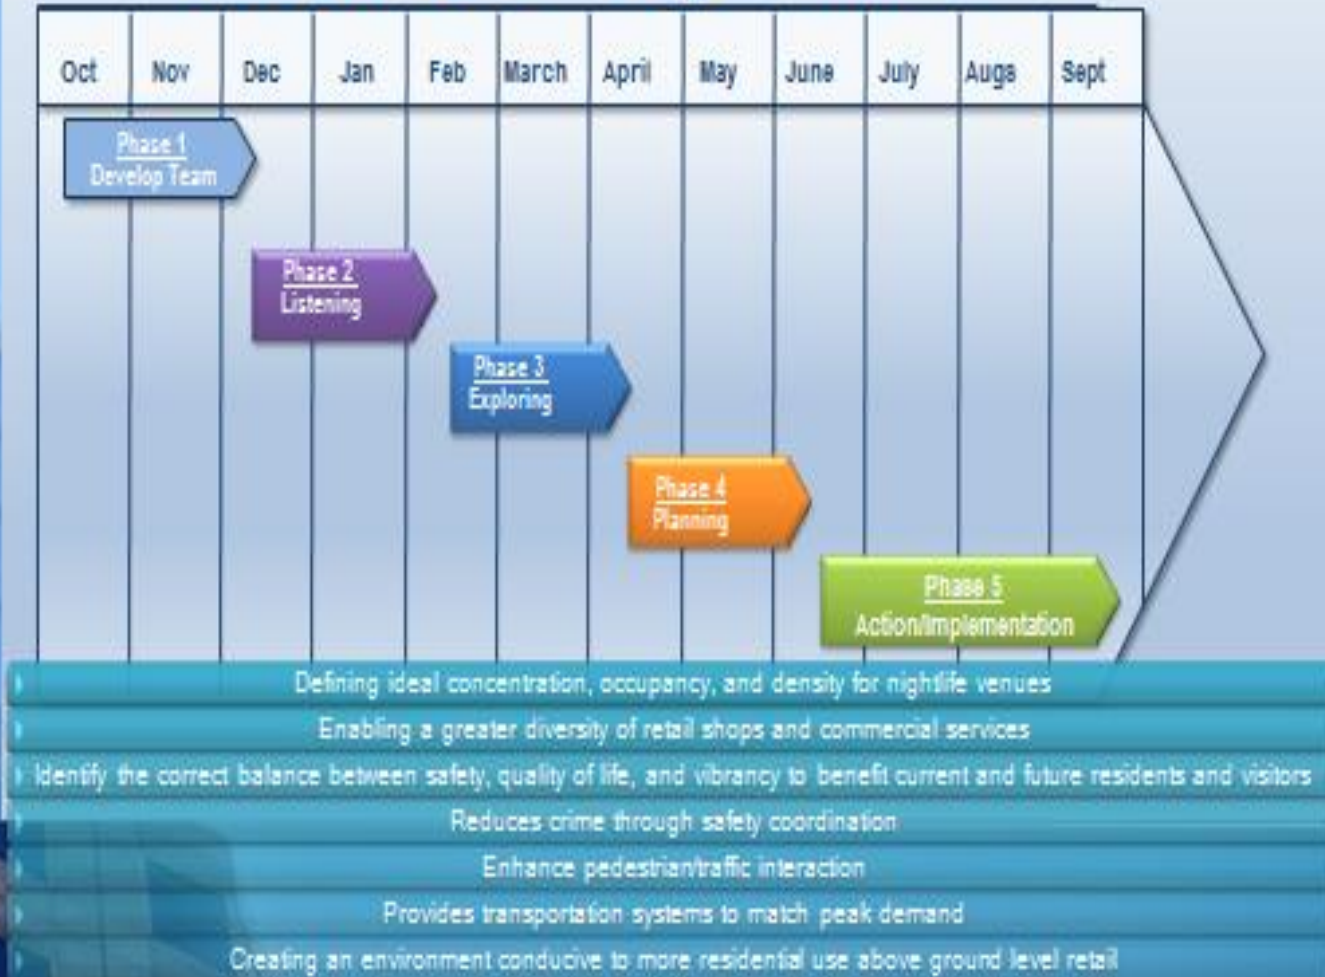 Oct Nov Dec Jan Feb March April May June July Augs Sept
Phase 1
Develop Team
Phase 2
Listening
Phase 3
Exploring
Phase 4
Planning
Phase 5
Action/Implementation
Defining ideal concentration, occupancy, and density for nightlife venues
Enabling a greater diversity of retail shops and commercial services
Identify the correct balance between safety, quality of life, and vibrancy to benefit current and future residents and visitors
Reduces crime through safety coordination
Enhance pedestrian/traffic interaction
Provides transportation systems to match peak demand
Creating an environment conducive to more residential use above ground level retail